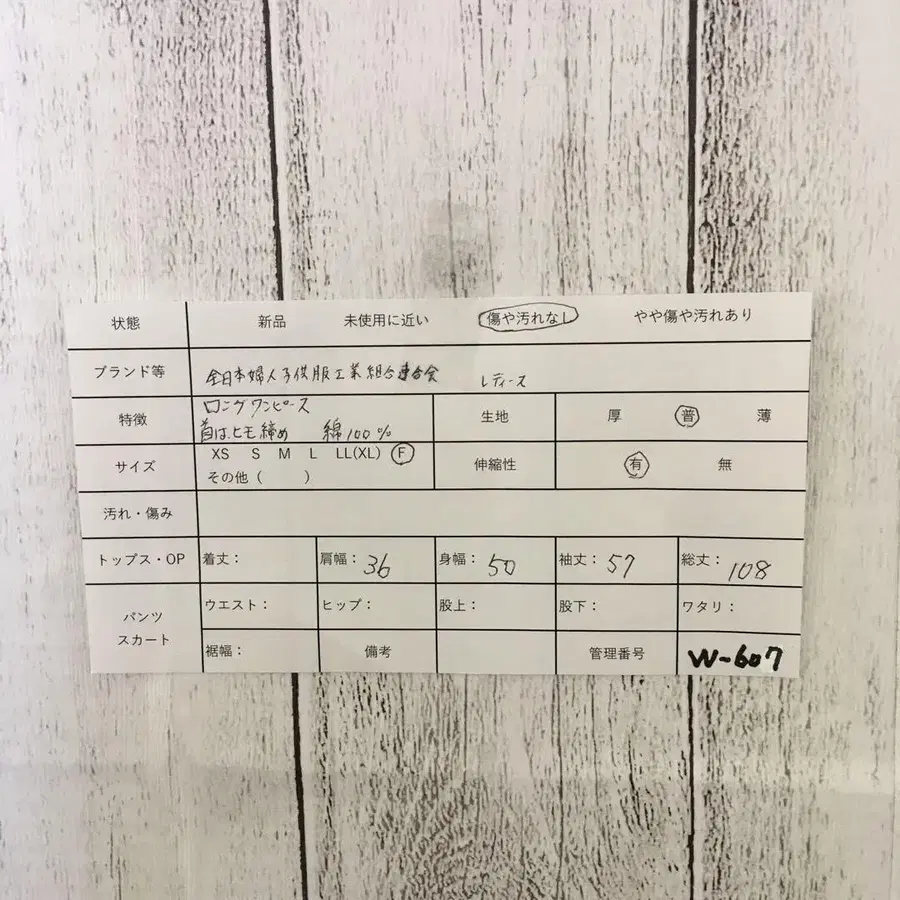 状態 新品 未使用に近い 傷や汚れなし やや傷や汚れあり
ブランド等 全日本婦人子供服工業組合連合会 レディース
特徴 ロングワンピース
首は、ヒモ締め 綿100% 生地 厚 普 薄
サイズ XS S M L LL(XL) F 伸縮性 有 無
その他（ ）
汚れ・傷み
トップス・OP 着丈： 肩幅：36 身幅：50 袖丈：57 総丈：108
パンツ スカート ウエスト： ヒップ： 股上： 股下： ワタリ：
裾幅： 備考 管理番号 W-607